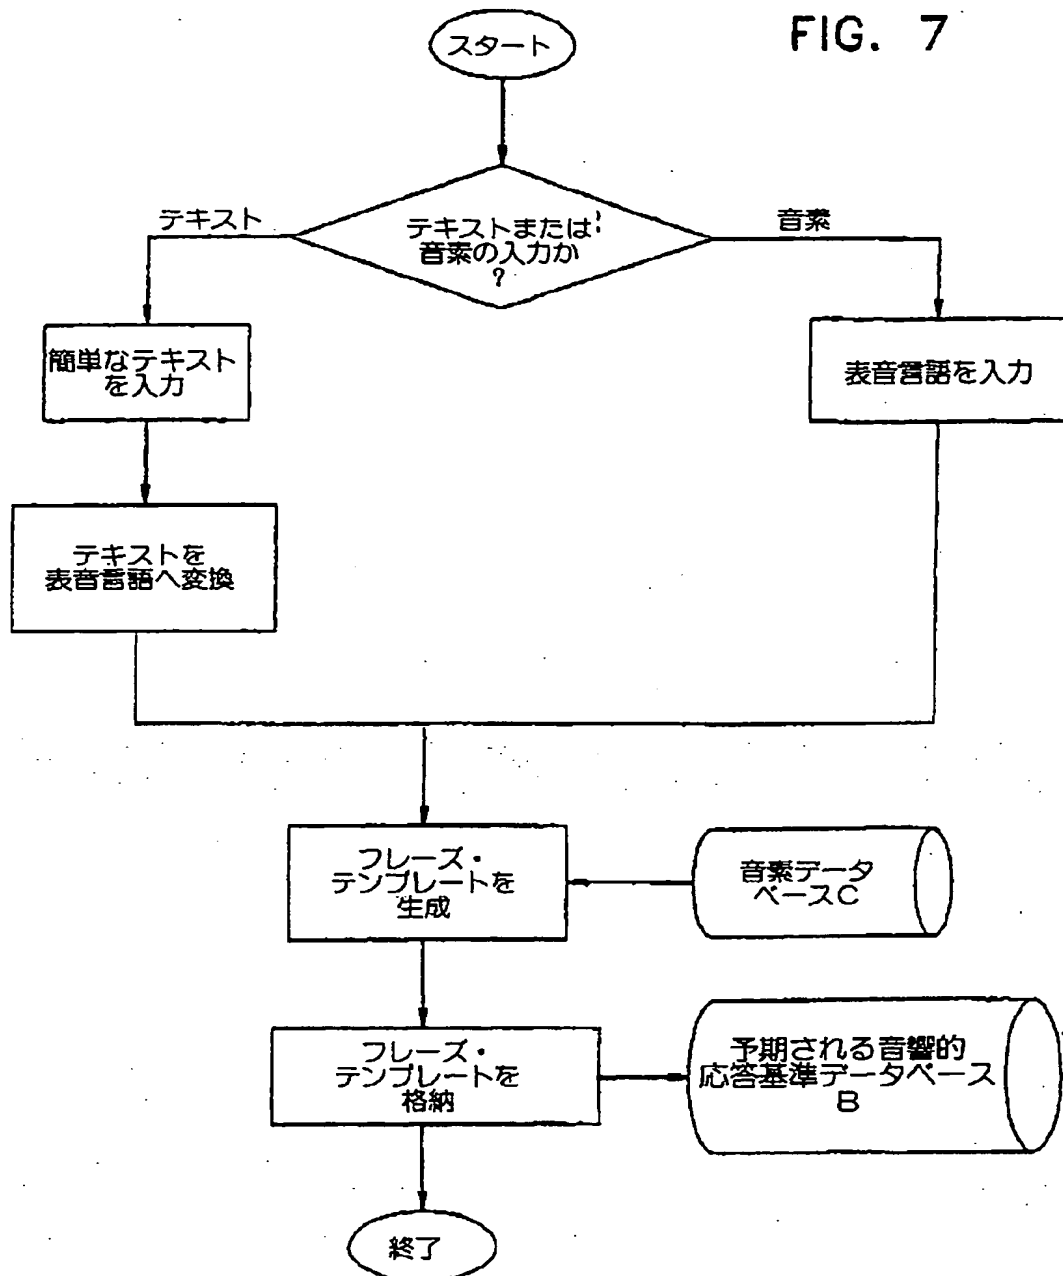 FIG. 7
スタート
テキストまたは
音素の入力か
?
テキスト
音素
簡単なテキスト
を入力
表音言語を入力
テキストを
表音言語へ変換
フレーズ・
テンプレートを
生成
音素データ
ベースC
フレーズ・
テンプレートを
格納
予期される音響的
応答基準データベース
B
終了